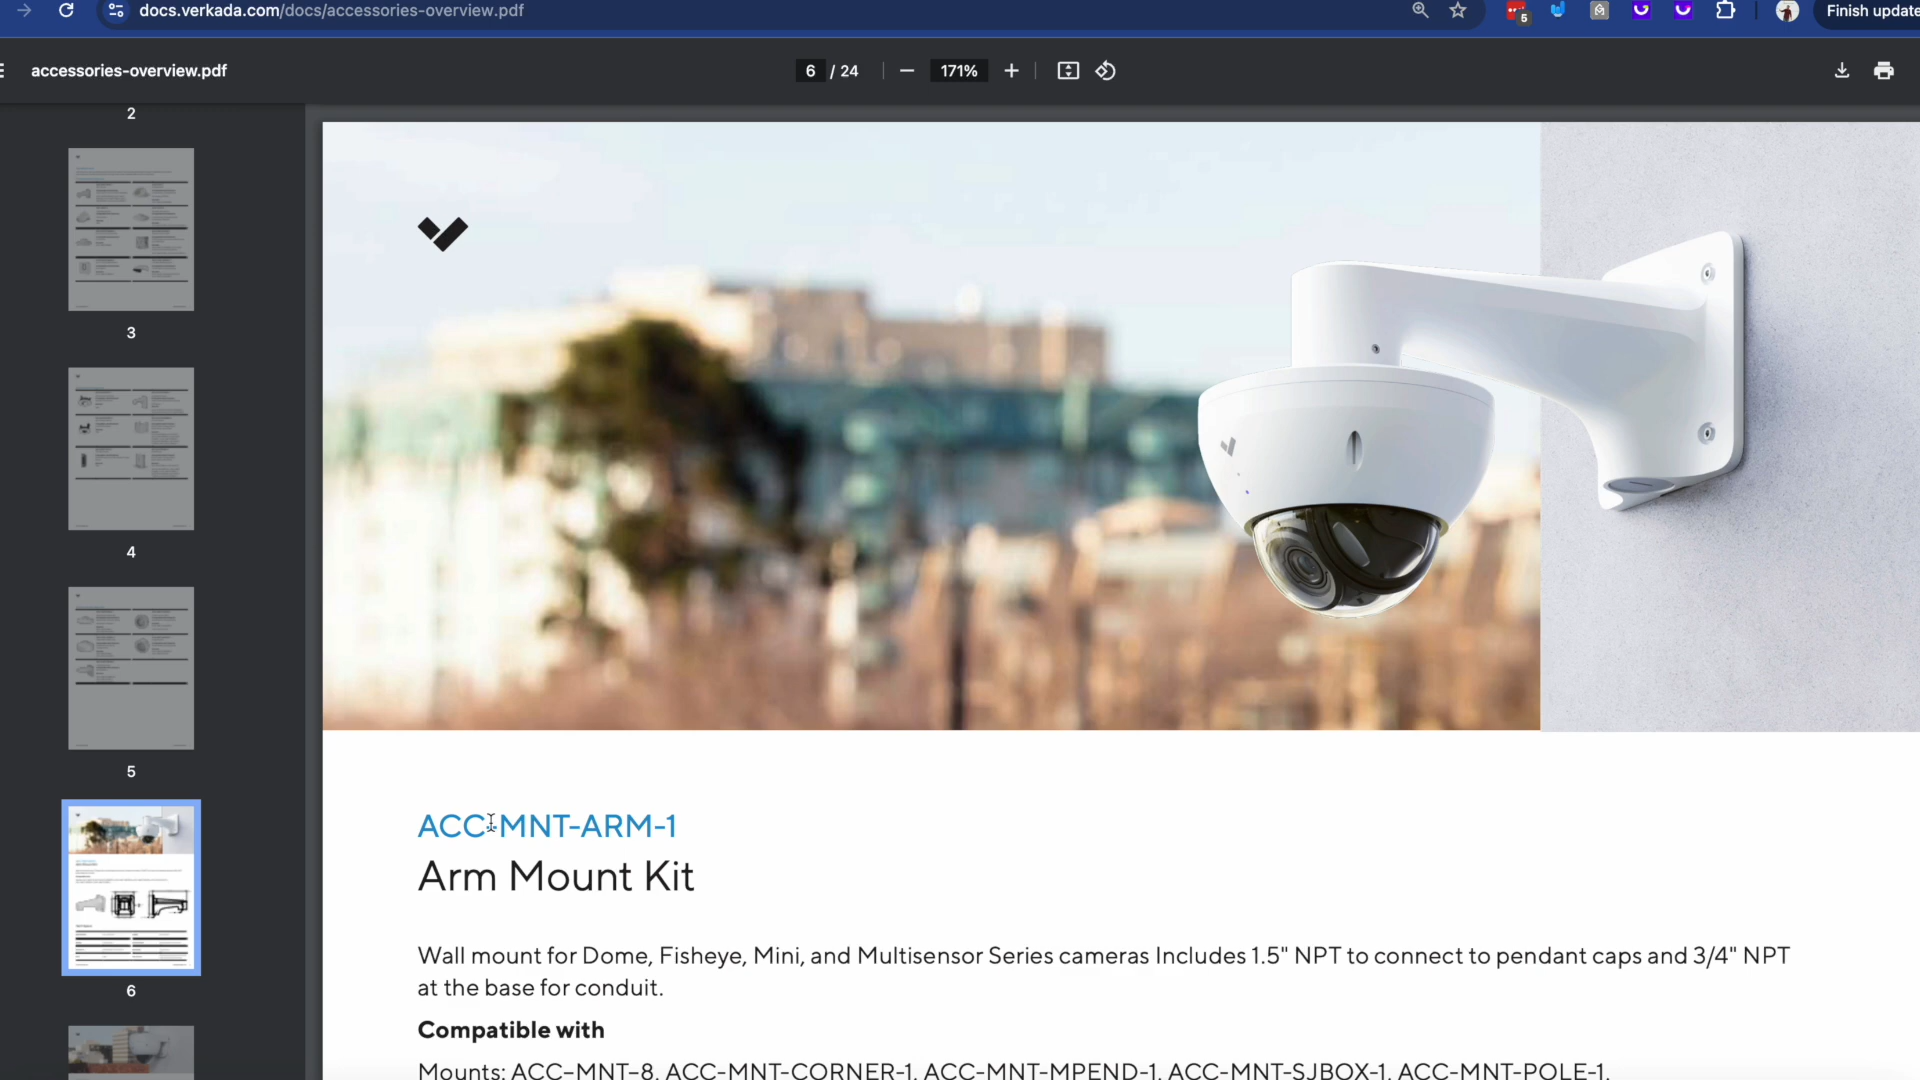 docs.verkada.com/docs/accessories-overview.pdf
5
Finish update
accessories-overview.pdf
6 / 24
171%
2
3
4
5
6
ACC-MNT-ARM-1
Arm Mount Kit
Wall mount for Dome, Fisheye, Mini, and Multisensor Series cameras Includes 1.5" NPT to connect to pendant caps and 3/4" NPT
at the base for conduit.
Compatible with
Mounts: ACC-MNT-8, ACC-MNT-CORNER-1, ACC-MNT-MPEND-1, ACC-MNT-SJBOX-1, ACC-MNT-POLE-1,